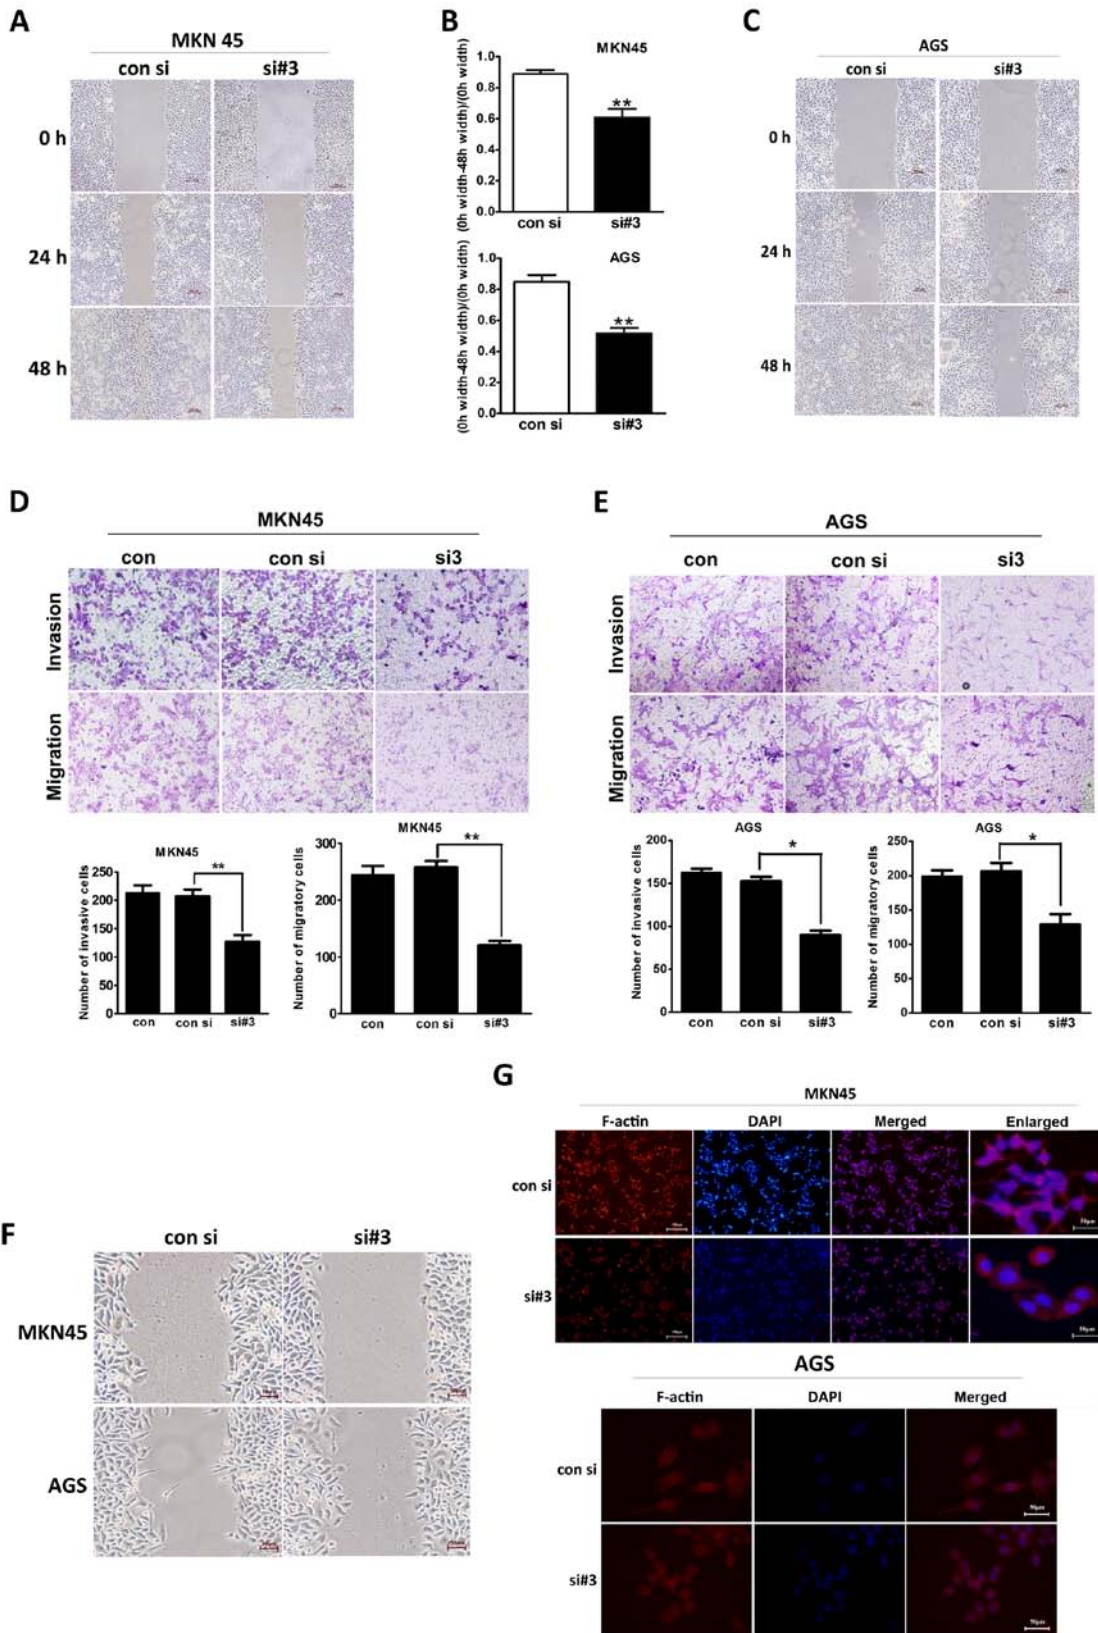 A
MKN 45
con si si#3
0 h
24 h
48 h
B
MKN45
(0h width-48h width)/(0h width)
1.0
0.8
0.6
0.4
0.2
0.0
**
con si si#3
AGS
(0h width-48h width)/(0h width)
1.0
0.8
0.6
0.4
0.2
0.0
**
con si si#3
C
AGS
con si si#3
0 h
24 h
48 h
D
MKN45
con con si si3
Invasion
Migration
MKN45
Number of invasive cells
250
200
150
100
50
0
**
con con si si#3
MKN45
Number of migratory cells
300
200
100
0
**
con con si si#3
E
AGS
con con si si3
Invasion
Migration
AGS
Number of invasive cells
200
150
100
50
0
*
con con si si#3
AGS
Number of migratory cells
250
200
150
100
50
0
*
con con si si#3
F
con si si#3
MKN45
AGS
G
MKN45
F-actin DAPI Merged Enlarged
con si
50μm
si#3
50μm
AGS
F-actin DAPI Merged
con si
50μm
si#3
50μm